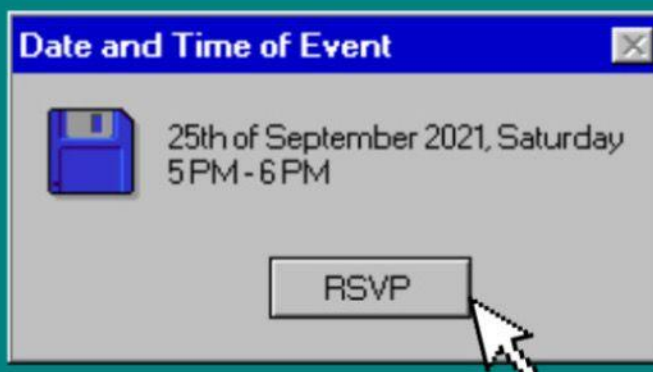 Date and Time of Event
25th of September 2021, Saturday
5 PM - 6 PM
RSVP